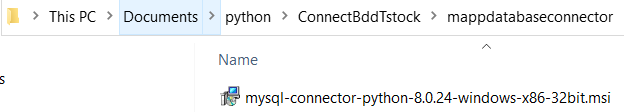 This PC > Documents > python > ConnectBddTstock > mappdatabaseconnector
Name
mysql-connector-python-8.0.24-windows-x86-32bit.msi